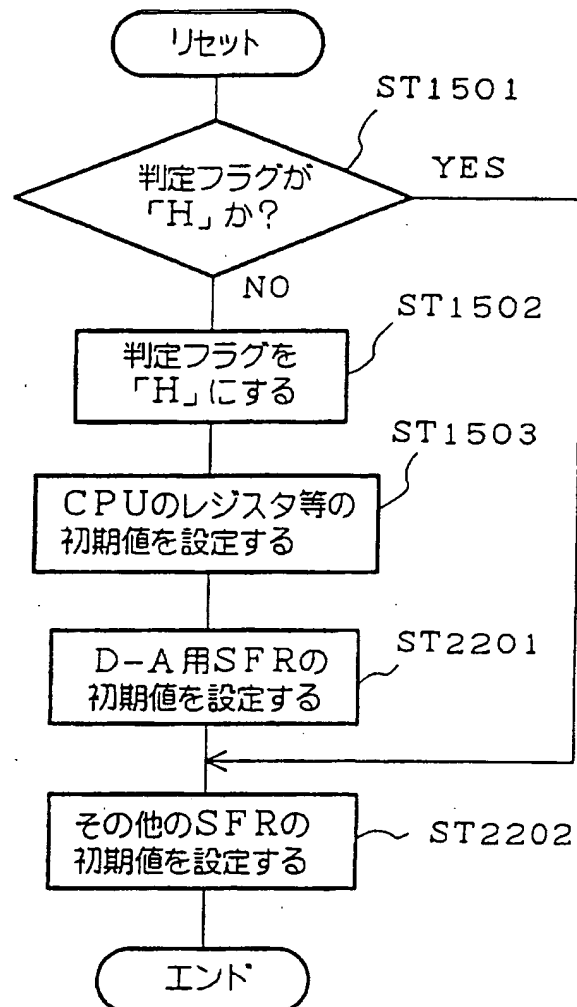 リセット
ST1501
判定フラグが
「H」か?
YES
NO
ST1502
判定フラグを
「H」にする
ST1503
CPUのレジスタ等の
初期値を設定する
ST2201
D-A用SFRの
初期値を設定する
その他のSFRの
初期値を設定する
ST2202
エンド